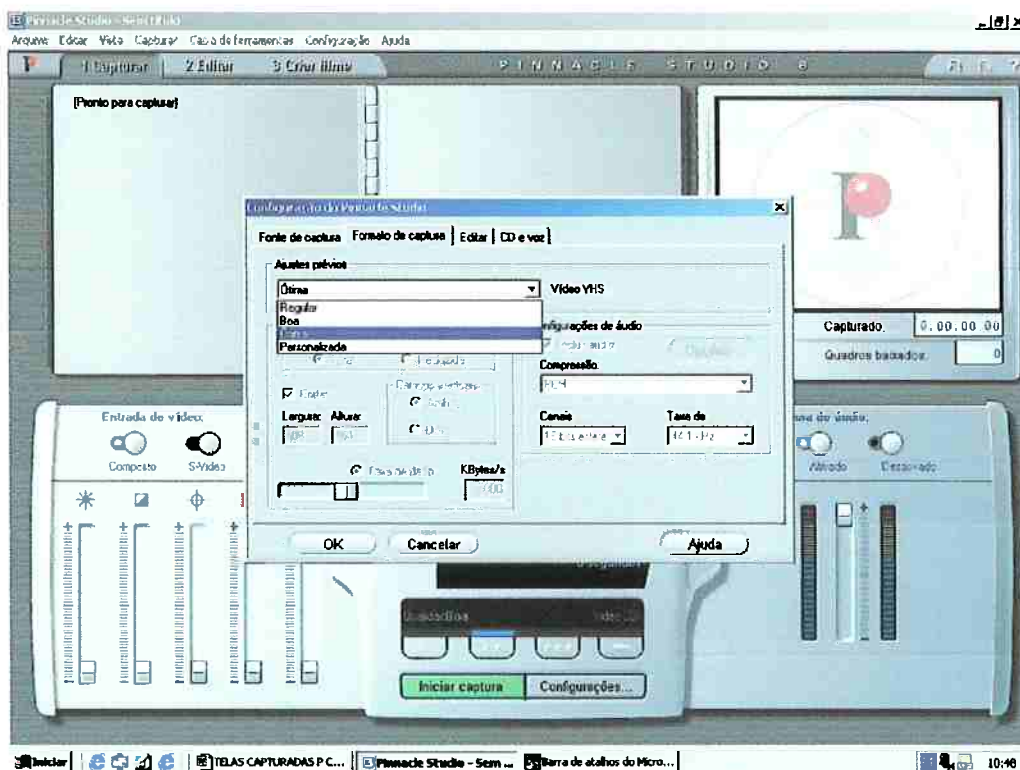 Pinnacle Studio - Sem título
Arquivo Editar Vista Capturar Caixa de ferramentas Configuração Ajuda
1 Capturar 2 Editar 3 Criar filme PINNACLE STUDIO 8
[Pronto para capturar]
Configuração do Pinnacle Studio
Fonte de captura Formato de captura Editar CD e voz
Ajustes prévios
Ótima Vídeo VHS
Regular
Boa
Personalizada
Configurações de áudio
Compressão:
PCM
Largura: Altura:
Canais Taxa de
KBytes/s
OK Cancelar Ajuda
Capturado: 0.00.00.00
Quadros baixados: 0
Entrada de vídeo:
Composto S-Video
Ativado Desativado
Iniciar captura Configurações...
Iniciar TELAS CAPTURADAS P C... Pinnacle Studio - Sem ... Barra de atalhos do Micro... 10:48